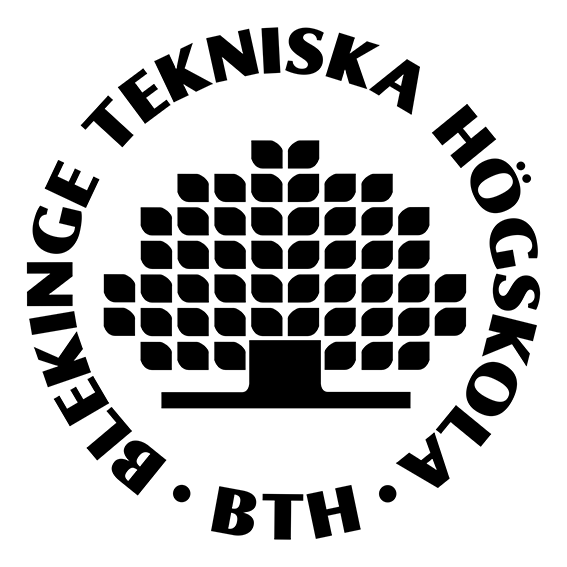 BLEKINGE TEKNISKA HÖGSKOLA
· BTH ·